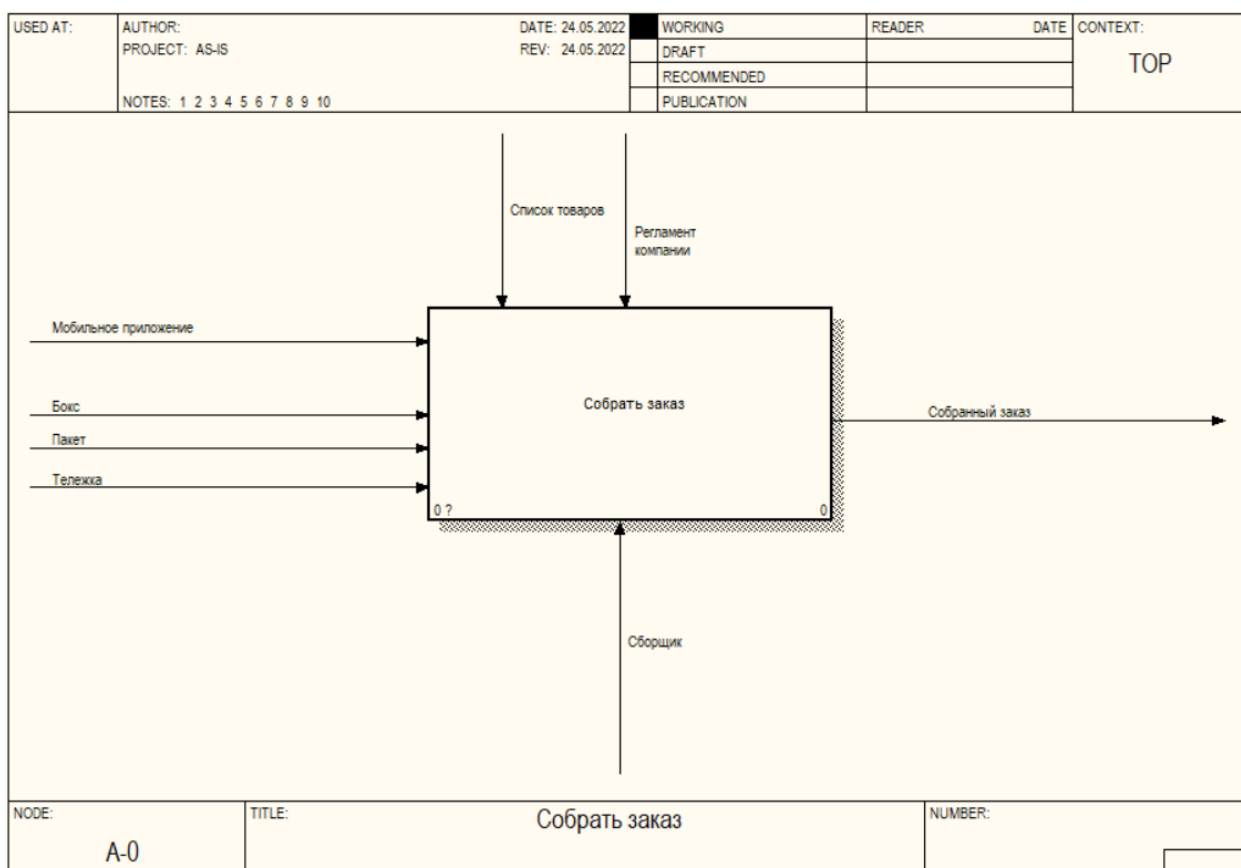 USED AT:
AUTHOR:
DATE: 24.05.2022
WORKING
READER
DATE
CONTEXT:
PROJECT: AS-IS
REV: 24.05.2022
DRAFT
TOP
RECOMMENDED
NOTES: 1 2 3 4 5 6 7 8 9 10
PUBLICATION
Список товаров
Регламент
компании
Мобильное приложение
Бокс
Собрать заказ
Собранный заказ
Пакет
Тележка
0 ?
0
Сборщик
NODE:
TITLE:
Собрать заказ
NUMBER:
A-0